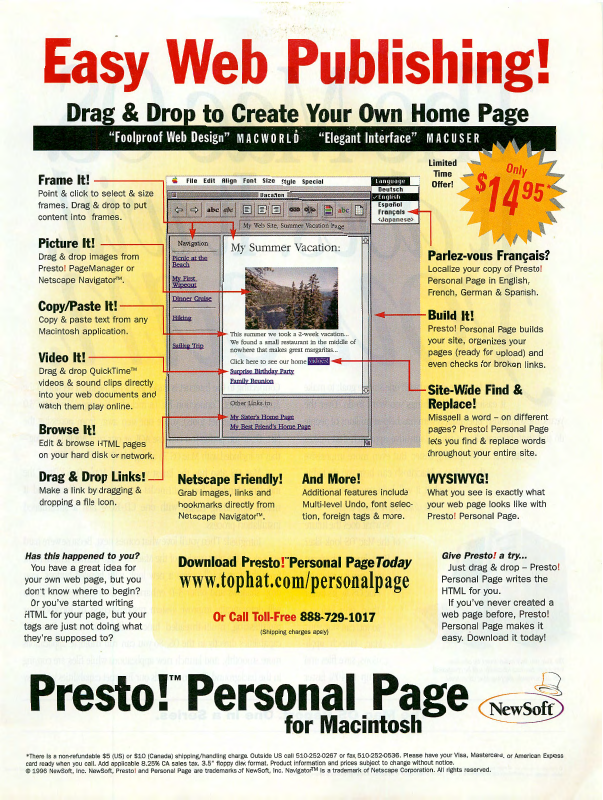 Easy Web Publishing!
Drag & Drop to Create Your Own Home Page
"Foolproof Web Design" MACWORLD "Elegant Interface" MACUSER
Limited
Time
Offer!
Only
$14.95*
Frame It!
Point & click to select & size
frames. Drag & drop to put
content into frames.
Picture It!
Drag & drop images from
Presto! PageManager or
Netscape Navigator™.
Copy/Paste It!
Copy & paste text from any
Macintosh application.
Video It!
Drag & drop QuickTime™
videos & sound clips directly
into your web documents and
watch them play online.
Browse It!
Edit & browse HTML pages
on your hard disk or network.
Drag & Drop Links!
Make a link by dragging &
dropping a file icon.
File Edit Align Font Size Style Special
Language
Deutsch
English
Español
Français
<Japanese>
Vacation
abc
abc
My Web Site, Summer Vacation Page
Navigation
Picnic at the
Beach
My First
Wipeout
Dinner Cruise
Hiking
Sailing Trip
My Summer Vacation:
This summer we took a 2-week vacation...
We found a small restaurant in the middle of
nowhere that makes great margaritas...
Click here to see our home videos!
Surprise Birthday Party
Family Reunion
Other Links to:
My Sister's Home Page
My Best Friend's Home Page
Parlez-vous Français?
Localize your copy of Presto!
Personal Page in English,
French, German & Spanish.
Build It!
Presto! Personal Page builds
your site, organizes your
pages (ready for upload) and
even checks for broken links.
Site-Wide Find &
Replace!
Misspell a word – on different
pages? Presto! Personal Page
lets you find & replace words
throughout your entire site.
Netscape Friendly!
Grab images, links and
bookmarks directly from
Netscape Navigator™.
And More!
Additional features include
Multi-level Undo, font selec-
tion, foreign tags & more.
WYSIWYG!
What you see is exactly what
your web page looks like with
Presto! Personal Page.
Has this happened to you?
You have a great idea for
your own web page, but you
don't know where to begin?
Or you've started writing
HTML for your page, but your
tags are just not doing what
they're supposed to?
Download Presto!™ Personal Page Today
www.tophat.com/personalpage
Or Call Toll-Free 888-729-1017
(Shipping charges apply)
Give Presto! a try...
Just drag & drop – Presto!
Personal Page writes the
HTML for you.
If you've never created a
web page before, Presto!
Personal Page makes it
easy. Download it today!
Presto!™ Personal Page
for Macintosh
NewSoft
*There is a non-refundable $5 (US) or $10 (Canada) shipping/handling charge. Outside US call 510-252-0267 or fax 510-252-0536. Please have your Visa, Mastercard, or American Express
card ready when you call. Add applicable 8.25% CA sales tax. 3.5" floppy disk format. Product information and prices subject to change without notice.
© 1996 NewSoft, Inc. NewSoft, Presto! and Personal Page are trademarks of NewSoft, Inc. Navigator™ is a trademark of Netscape Corporation. All rights reserved.